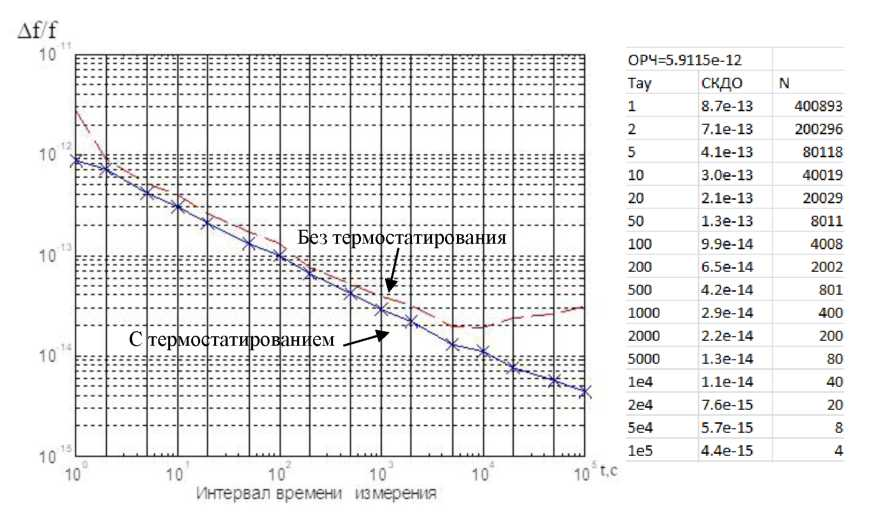 Δf/f
10⁻¹¹
10⁻¹²
10⁻¹³
10⁻¹⁴
10⁻¹⁵
Без термостатирования
С термостатированием
10⁰ 10¹ 10² 10³ 10⁴ 10⁵ t,c
Интервал времени измерения
ОРЧ=5.9115e-12
Тау СКДО N
1 8.7e-13 400893
2 7.1e-13 200296
5 4.1e-13 80118
10 3.0e-13 40019
20 2.1e-13 20029
50 1.3e-13 8011
100 9.9e-14 4008
200 6.5e-14 2002
500 4.2e-14 801
1000 2.9e-14 400
2000 2.2e-14 200
5000 1.3e-14 80
1e4 1.1e-14 40
2e4 7.6e-15 20
5e4 5.7e-15 8
1e5 4.4e-15 4